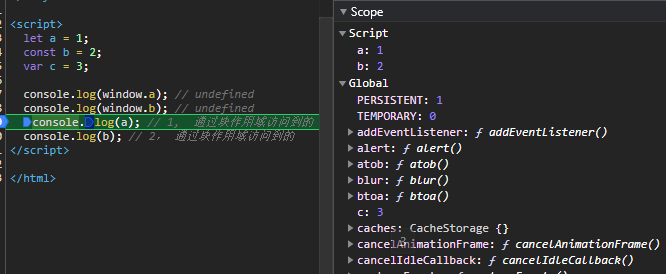 <script>
let a = 1;
const b = 2;
var c = 3;
console.log(window.a); // undefined
console.log(window.b); // undefined
console.log(a); // 1, 通过块作用域访问到的
console.log(b); // 2, 通过块作用域访问到的
</script>
</html>
Scope
Script
a: 1
b: 2
Global
PERSISTENT: 1
TEMPORARY: 0
addEventListener: ƒ addEventListener()
alert: ƒ alert()
atob: ƒ atob()
blur: ƒ blur()
btoa: ƒ btoa()
c: 3
caches: CacheStorage {}
cancelAnimationFrame: ƒ cancelAnimationFrame()
cancelIdleCallback: ƒ cancelIdleCallback()